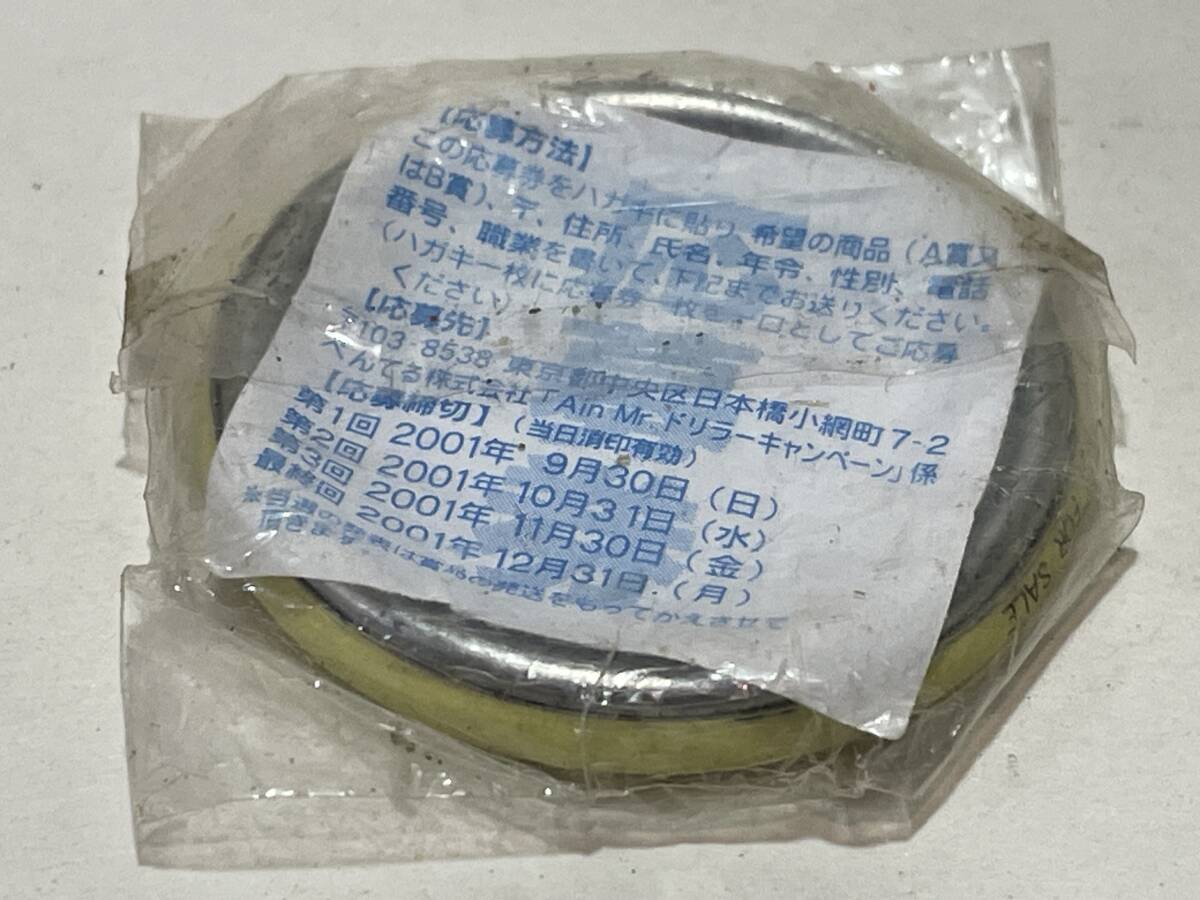 【応募方法】
この応募券をハガキに貼り、希望の商品（A賞又
はB賞）、〒、住所、氏名、年令、性別、電話
番号、職業を書いて、下記までお送りください。
（ハガキ一枚に応募券一枚を一口としてご応募
ください）
【応募先】
〒103 8538 東京都中央区日本橋小網町7-2
ぺんてる株式会社「Ain Mr.ドリラーキャンペーン」係
【応募締切】（当日消印有効）
第1回 2001年 9月30日（日）
第2回 2001年 10月31日（水）
第3回 2001年 11月30日（金）
最終回 2001年 12月31日（月）
※当選の発表は賞品の発送をもってかえさせて
頂きます
FOR SALE